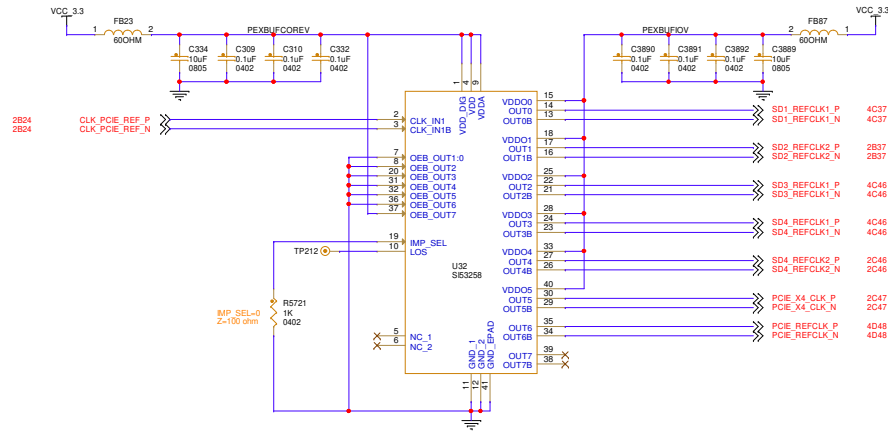 VCC_3.3
FB23
1 2
60OHM
PEXBUFCOREV
C334
10uF
0805
C309
0.1uF
0402
C310
0.1uF
0402
C332
0.1uF
0402
PEXBUFIOV
C3890
0.1uF
0402
C3891
0.1uF
0402
C3892
0.1uF
0402
C3889
10uF
0805
FB87
2 1
60OHM
VCC_3.3
1 VDD_DIG
4 VDD
9 VDDA
2B24 CLK_PCIE_REF_P 2 CLK_IN1
2B24 CLK_PCIE_REF_N 3 CLK_IN1B
7 OEB_OUT1:0
8 OEB_OUT2
20 OEB_OUT3
31 OEB_OUT4
32 OEB_OUT5
36 OEB_OUT6
37 OEB_OUT7
19 IMP_SEL
TP212 10 LOS
U32
SI53258
IMP_SEL=0
Z=100 ohm
R5721
1K
0402
5 NC_1
6 NC_2
GND_1 11
GND_2 12
GND_EPAD 41
VDDO0 15
OUT0 14 SD1_REFCLK1_P 4C37
OUT0B 13 SD1_REFCLK1_N 4C37
VDDO1 18
OUT1 17 SD2_REFCLK2_P 2B37
OUT1B 16 SD2_REFCLK2_N 2B37
VDDO2 25
OUT2 22 SD3_REFCLK1_P 4C46
OUT2B 21 SD3_REFCLK1_N 4C46
VDDO3 28
OUT3 24 SD4_REFCLK1_P 4C46
OUT3B 23 SD4_REFCLK1_N 4C46
VDDO4 33
OUT4 27 SD4_REFCLK2_P 2C46
OUT4B 26 SD4_REFCLK2_N 2C46
VDDO5 40
OUT5 30 PCIE_X4_CLK_P 2C47
OUT5B 29 PCIE_X4_CLK_N 2C47
OUT6 35 PCIE_REFCLK_P 4D48
OUT6B 34 PCIE_REFCLK_N 4D48
OUT7 39
OUT7B 38